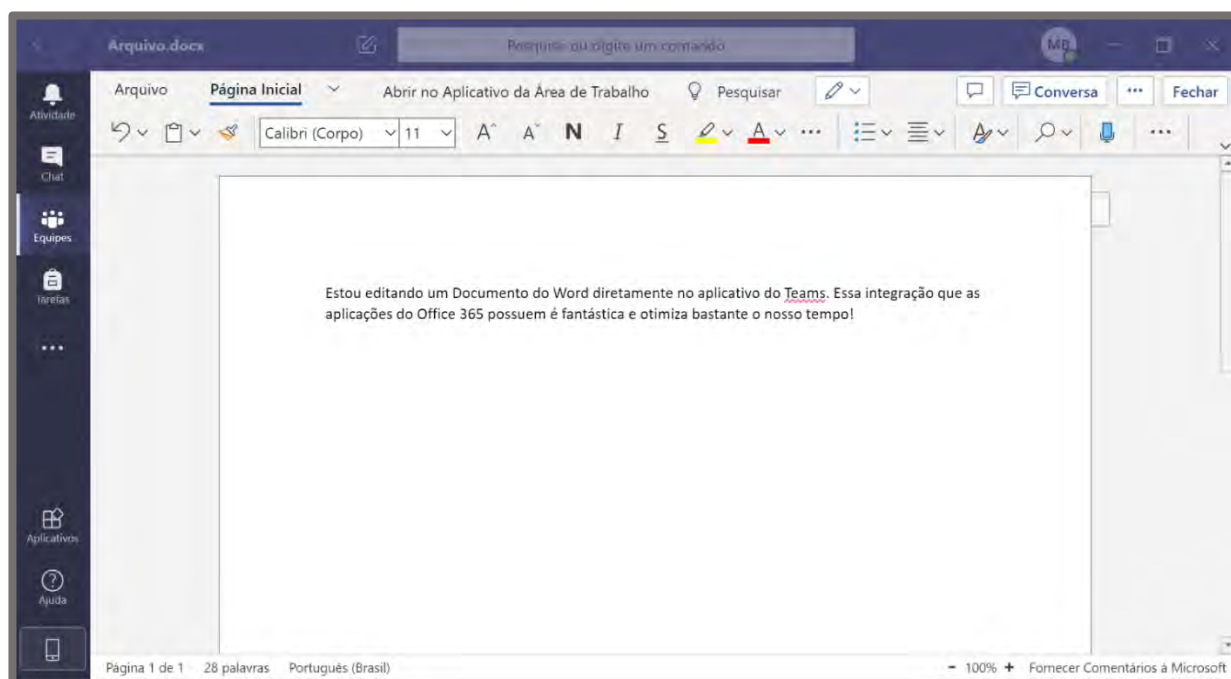 Arquivo.docx
Pesquise ou digite um comando
MB
Atividade
Chat
Equipes
Tarefas
Aplicativos
Ajuda
Arquivo Página Inicial Abrir no Aplicativo da Área de Trabalho Pesquisar Conversa ··· Fechar
Calibri (Corpo) 11 A A N I S A ··· ···
Estou editando um Documento do Word diretamente no aplicativo do Teams. Essa integração que as
aplicações do Office 365 possuem é fantástica e otimiza bastante o nosso tempo!
Página 1 de 1 28 palavras Português (Brasil) - 100% + Fornecer Comentários à Microsoft